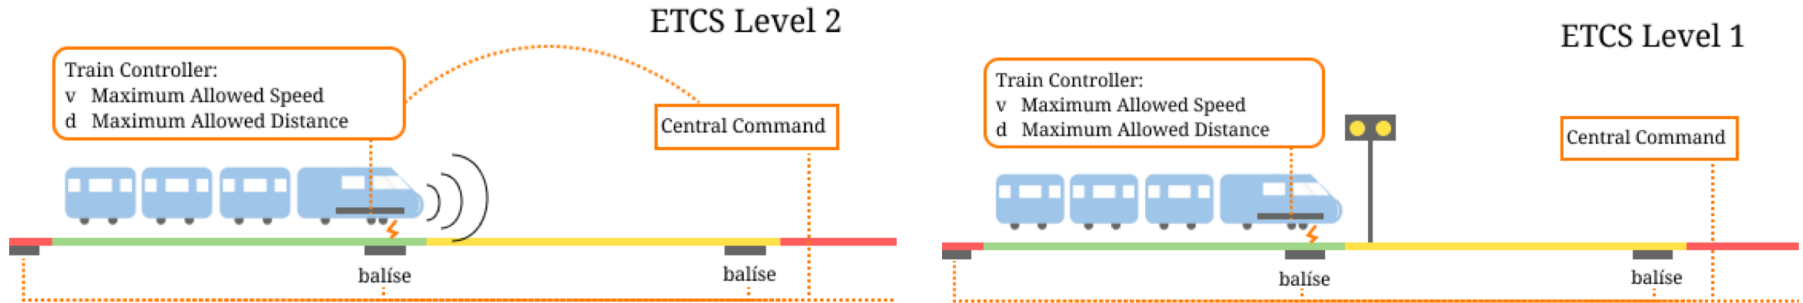 ETCS Level 2
Train Controller:
v Maximum Allowed Speed
d Maximum Allowed Distance
Central Command
balíse
balíse
ETCS Level 1
Train Controller:
v Maximum Allowed Speed
d Maximum Allowed Distance
Central Command
balíse
balíse